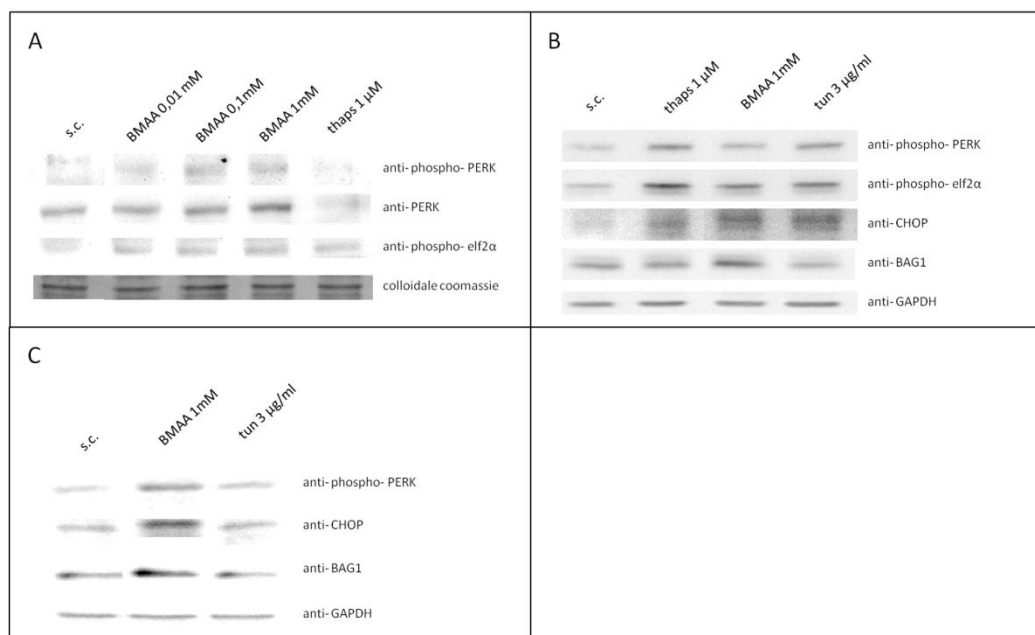 A
s.c.
BMAA 0,01 mM
BMAA 0,1mM
BMAA 1mM
thaps 1 µM
anti-phospho-PERK
anti-PERK
anti-phospho-elf2α
colloidale coomassie
B
s.c.
thaps 1 µM
BMAA 1mM
tun 3 µg/ml
anti-phospho-PERK
anti-phospho-elf2α
anti-CHOP
anti-BAG1
anti-GAPDH
C
s.c.
BMAA 1mM
tun 3 µg/ml
anti-phospho-PERK
anti-CHOP
anti-BAG1
anti-GAPDH